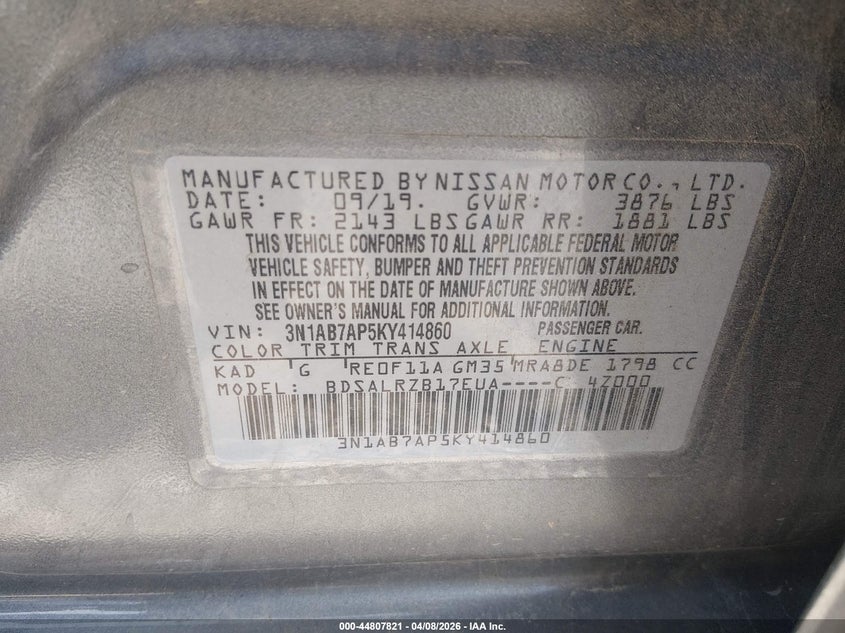 MANUFACTURED BY NISSAN MOTOR CO., LTD.
DATE: 09/19. GVWR: 3876 LBS
GAWR FR: 2143 LBS GAWR RR: 1881 LBS
THIS VEHICLE CONFORMS TO ALL APPLICABLE FEDERAL MOTOR
VEHICLE SAFETY, BUMPER AND THEFT PREVENTION STANDARDS
IN EFFECT ON THE DATE OF MANUFACTURE SHOWN ABOVE.
SEE OWNER'S MANUAL FOR ADDITIONAL INFORMATION.
VIN: 3N1AB7AP5KY414860 PASSENGER CAR.
COLOR TRIM TRANS AXLE ENGINE
KAD G RE0F11A GM35 MRA8DE 1798 CC
MODEL: BDSALRZB17EUA----C 4Z000
3N1AB7AP5KY414860
000-44807821 | 04/08/2026 - IAA Inc.